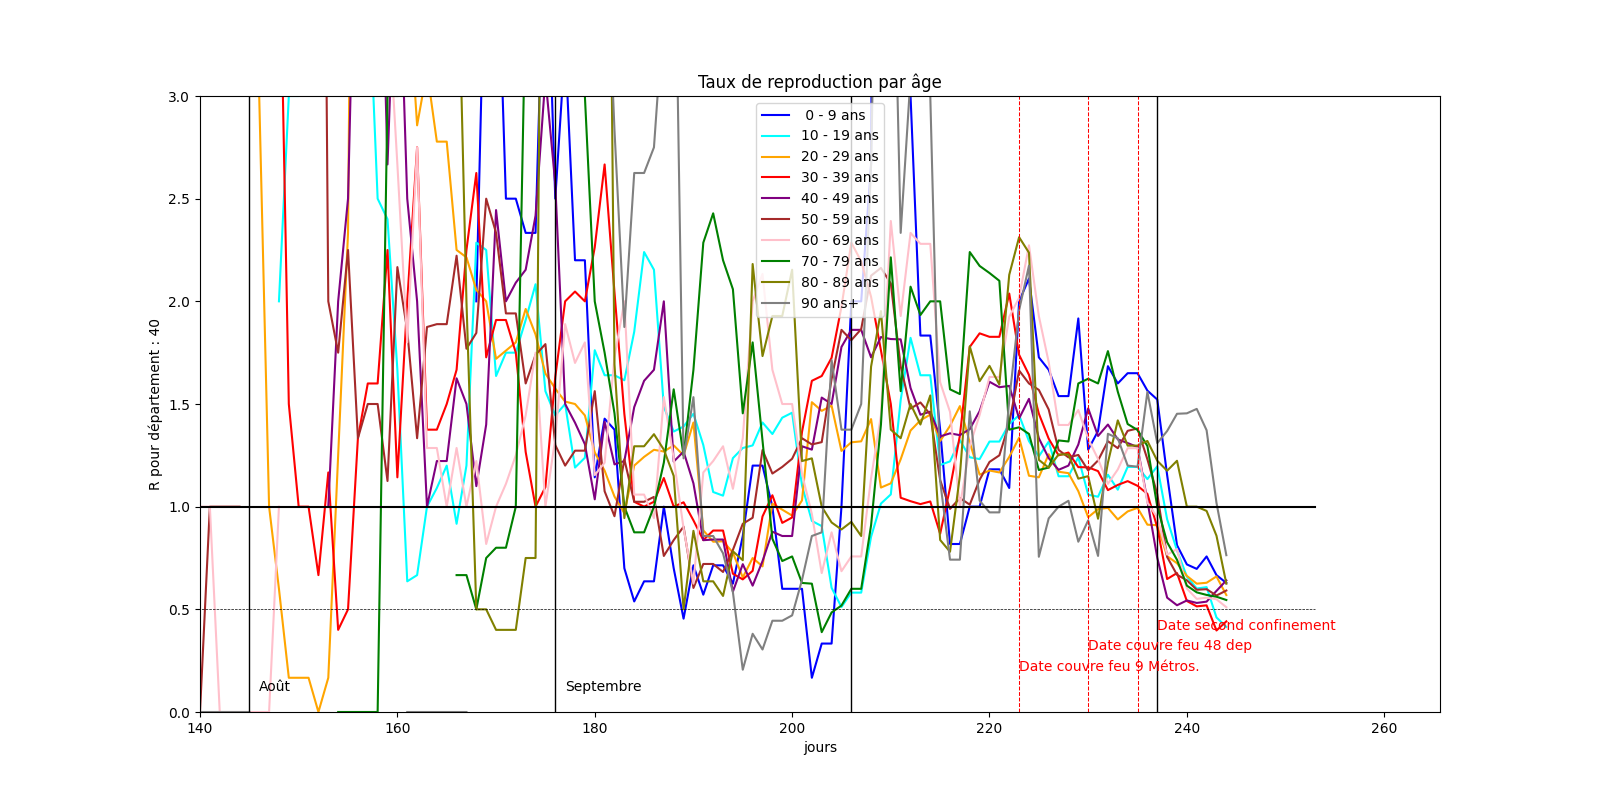 Taux de reproduction par âge
3.0
2.5
2.0
1.5
1.0
0.5
0.0
R pour département : 40
0 - 9 ans
10 - 19 ans
20 - 29 ans
30 - 39 ans
40 - 49 ans
50 - 59 ans
60 - 69 ans
70 - 79 ans
80 - 89 ans
90 ans+
Date second confinement
Date couvre feu 48 dep
Date couvre feu 9 Métros.
Août
Septembre
140
160
180
200
220
240
260
jours